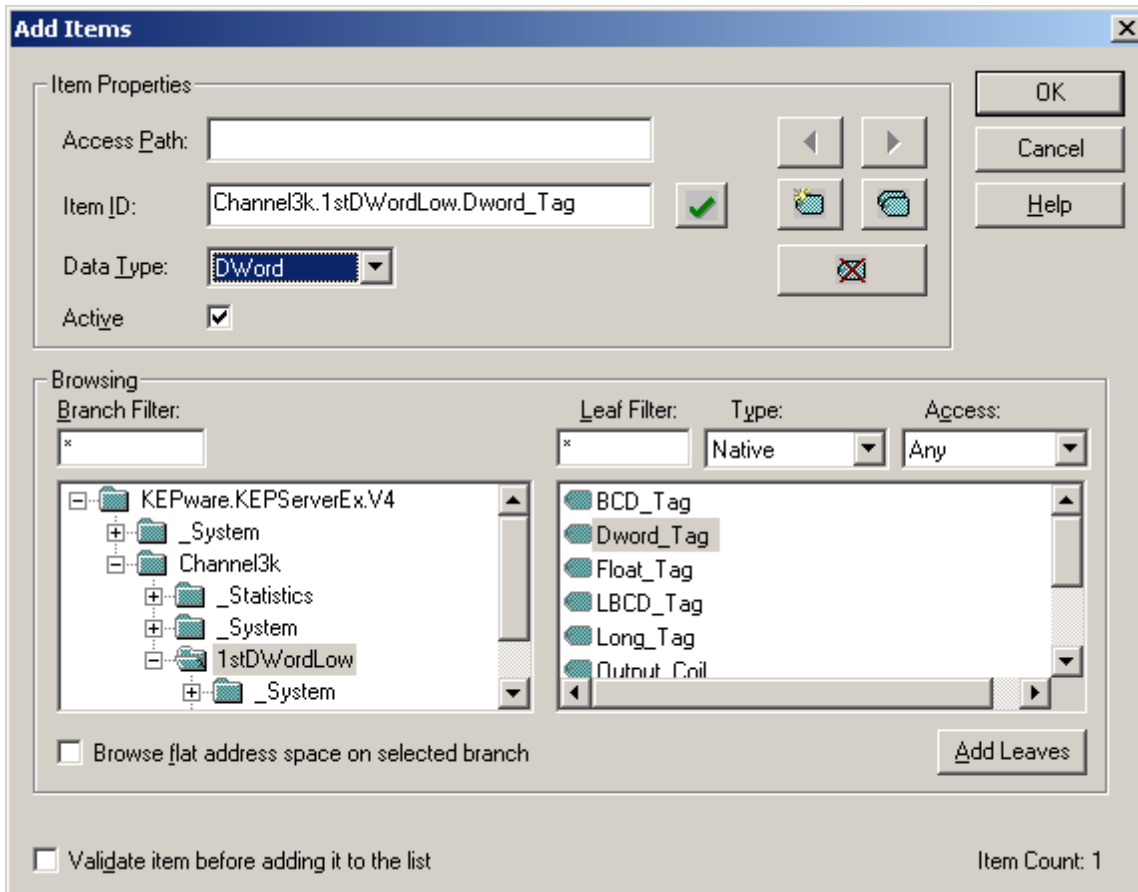 Add Items
Item Properties
Access Path:
OK
Cancel
Item ID: Channel3k.1stDWordLow.Dword_Tag
Help
Data Type: DWord
Active
Browsing
Branch Filter: Leaf Filter: Type: Access:
* * Native Any
KEPware.KEPServerEx.V4
_System
Channel3k
_Statistics
_System
1stDWordLow
_System
BCD_Tag
Dword_Tag
Float_Tag
LBCD_Tag
Long_Tag
Output_Coil
Browse flat address space on selected branch
Add Leaves
Validate item before adding it to the list
Item Count: 1